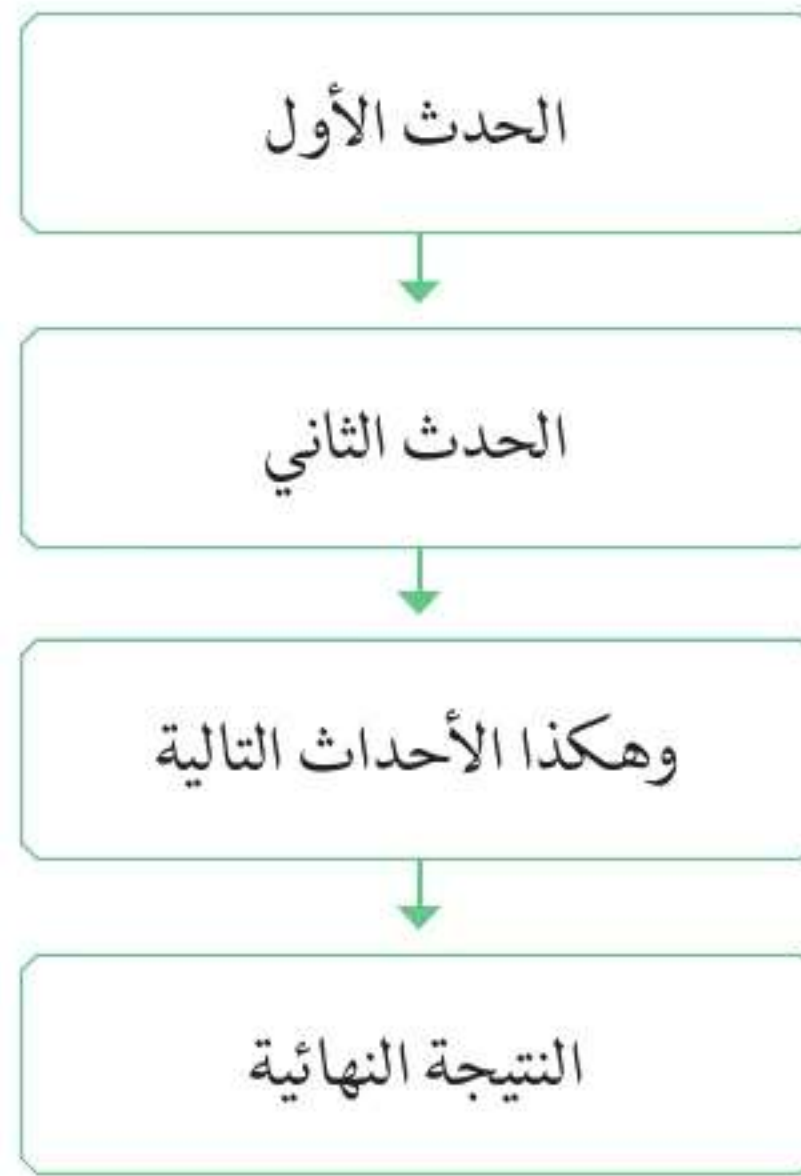 الحدث الأول
الحدث الثاني
وهكذا الأحداث التالية
النتيجة النهائية